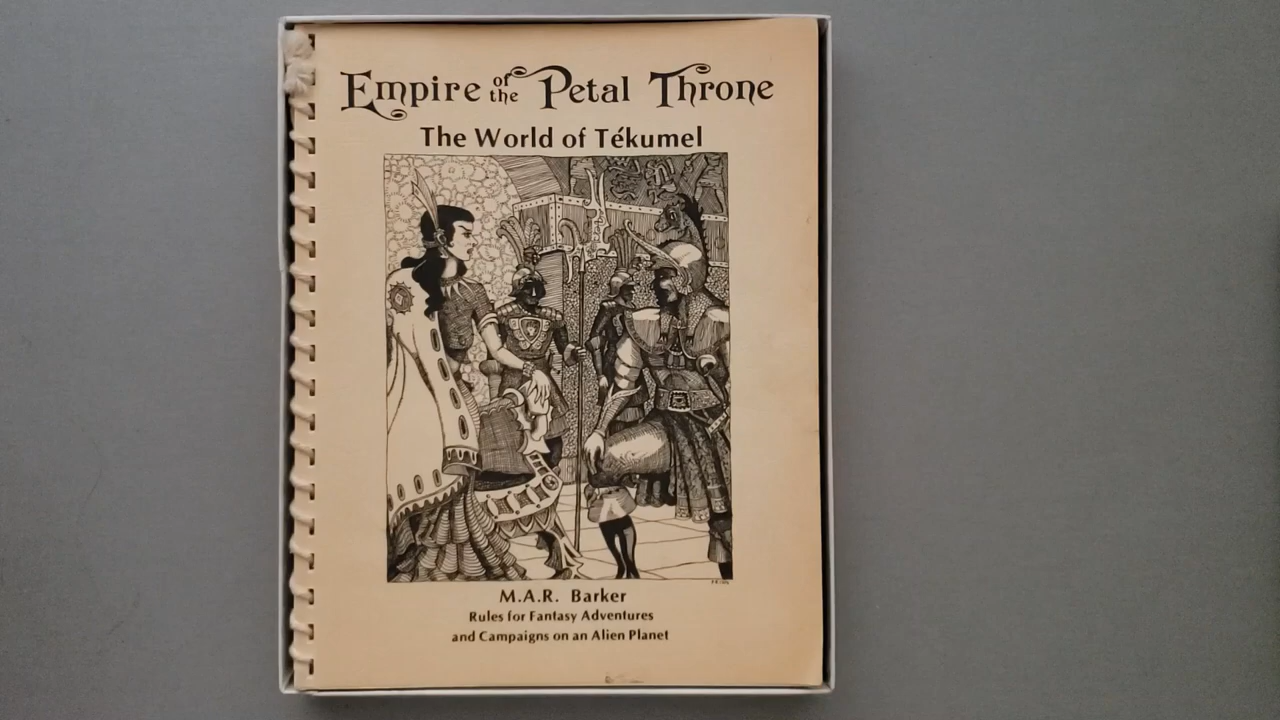 Empire of the Petal Throne
The World of Tékumel
M.A.R. Barker
Rules for Fantasy Adventures
and Campaigns on an Alien Planet